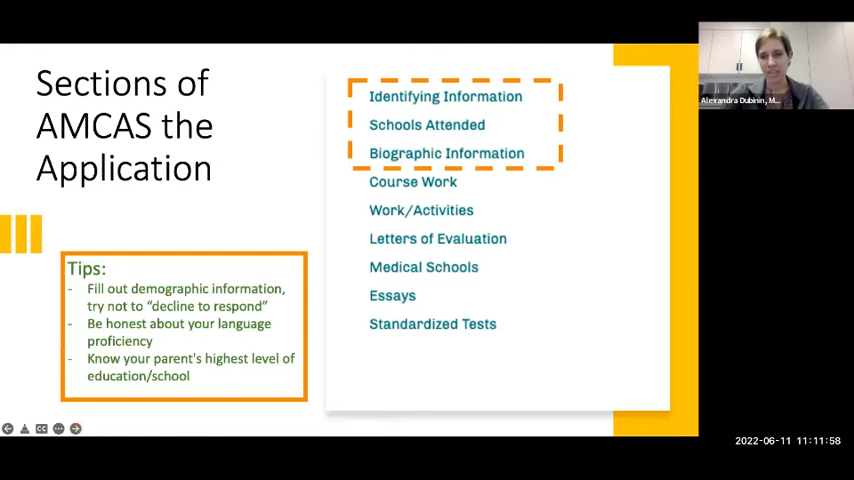 Sections of
AMCAS the
Application
Tips:
- Fill out demographic information,
try not to “decline to respond”
- Be honest about your language
proficiency
- Know your parent's highest level of
education/school
Identifying Information
Schools Attended
Biographic Information
Course Work
Work/Activities
Letters of Evaluation
Medical Schools
Essays
Standardized Tests
Alexandra Dubinin, M...
CC
2022-06-11 11:11:58